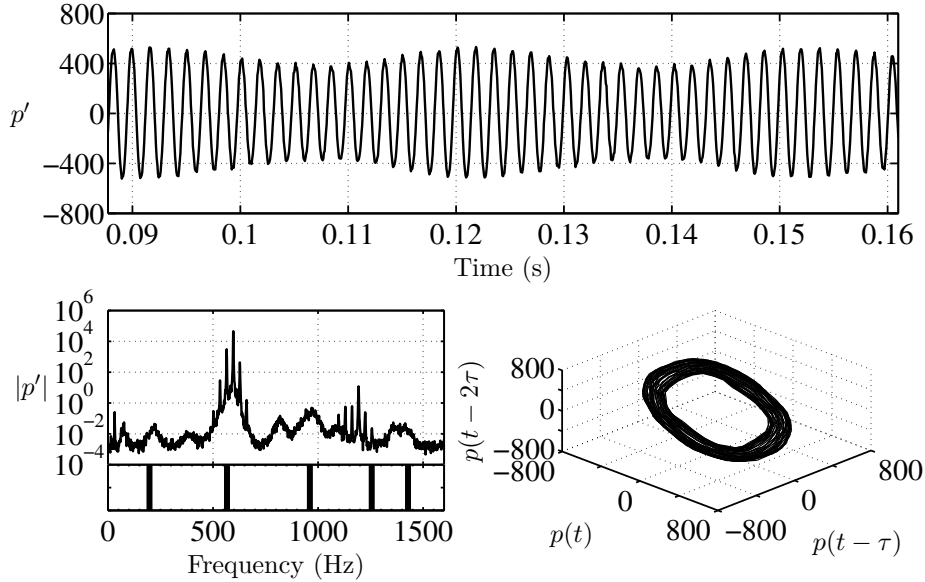 800
400
0
−400
−800
p′
0.09 0.1 0.11 0.12 0.13 0.14 0.15 0.16
Time (s)
10^6
10^4
10^2
10^0
10^−2
10^−4
10
|p′|
0 500 1000 1500
Frequency (Hz)
800
0
−800
p(t − 2τ)
−800
0
800
p(t)
−800
0
800
p(t − τ)